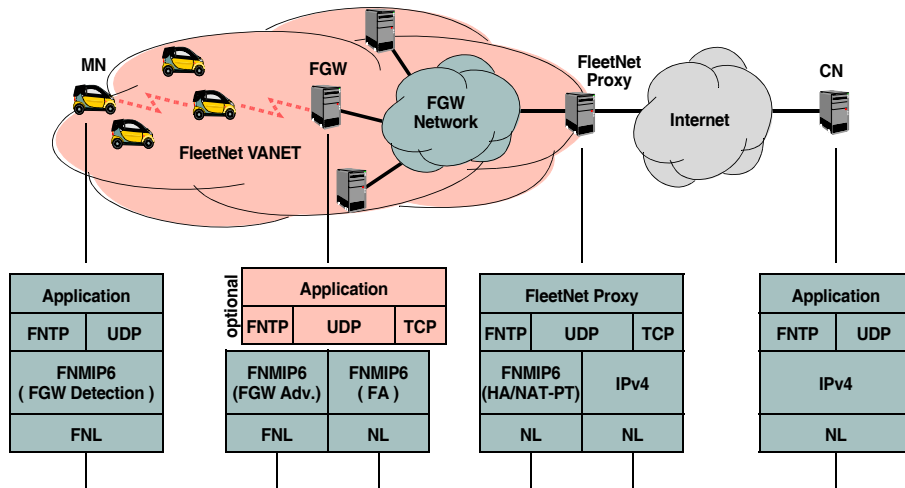 MN
FGW
FleetNet
Proxy
CN
FGW
Network
Internet
FleetNet VANET
Application
FNTP UDP
FNMIP6
( FGW Detection )
FNL
optional
Application
FNTP UDP TCP
FNMIP6
(FGW Adv.)
FNMIP6
( FA )
FNL NL
FleetNet Proxy
FNTP UDP TCP
FNMIP6
(HA/NAT-PT)
IPv4
NL NL
Application
FNTP UDP
IPv4
NL